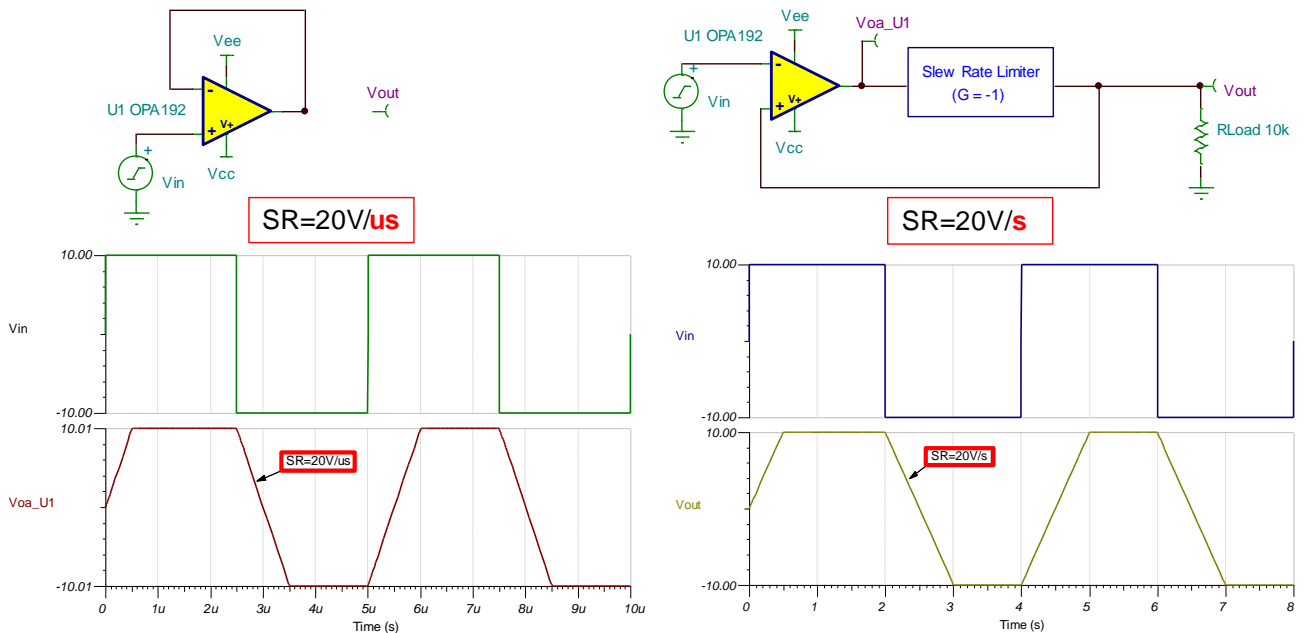 Vee
-
Vout
U1 OPA192
+
V+
+
Vin
Vcc
SR=20V/us
10.00
Vin
-10.00
10.01
SR=20V/us
Voa_U1
-10.01
0 1u 2u 3u 4u 5u 6u 7u 8u 9u 10u
Time (s)
Vee
Voa_U1
U1 OPA192
+
-
Slew Rate Limiter
(G = -1)
Vin
V+
+
Vout
Vcc
RLoad 10k
SR=20V/s
10.00
Vin
-10.00
10.00
SR=20V/s
Vout
-10.00
0 1 2 3 4 5 6 7 8
Time (s)